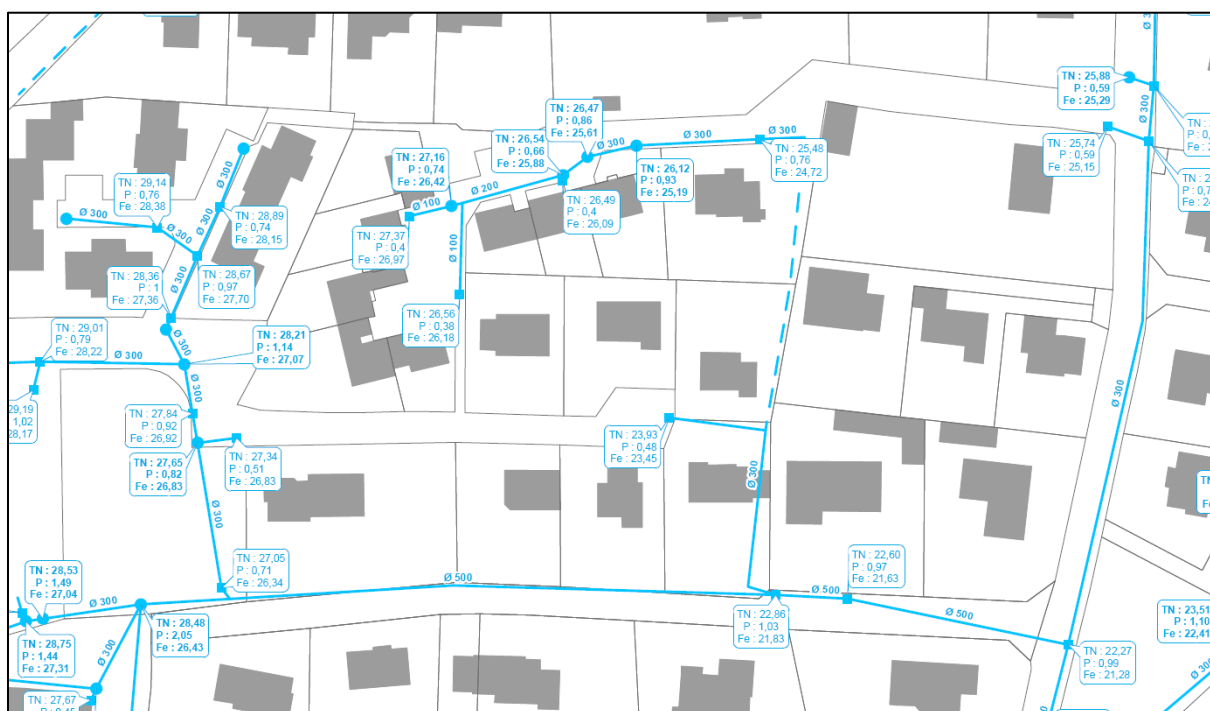 TN : 26,47
P : 0,86
Fe : 25,61
TN : 25,88
P : 0,59
Fe : 25,29
Ø 300
Ø 300
Ø 300
Ø 300
TN : 26,54
P : 0,66
Fe : 25,88
TN : 25,48
P : 0,76
Fe : 24,72
TN : 25,74
P : 0,59
Fe : 25,15
TN : 27,16
P : 0,74
Fe : 26,42
TN : 26,12
P : 0,93
Fe : 25,19
Ø 300
TN : 29,14
P : 0,76
Fe : 28,38
Ø 200
TN : 26,49
P : 0,4
Fe : 26,09
TN : 28,89
P : 0,74
Fe : 28,15
Ø 100
Ø 300
Ø 300
Ø 300
TN : 27,37
P : 0,4
Fe : 26,97
Ø 100
TN : 28,36
P : 1
Fe : 27,36
TN : 28,67
P : 0,97
Fe : 27,70
Ø 300
TN : 26,56
P : 0,38
Fe : 26,18
TN : 29,01
P : 0,79
Fe : 28,22
Ø 300
Ø 300
TN : 28,21
P : 1,14
Fe : 27,07
Ø 300
Ø 300
29,19
1,02
28,17
TN : 27,84
P : 0,92
Fe : 26,92
TN : 23,93
P : 0,48
Fe : 23,45
TN : 27,65
P : 0,82
Fe : 26,83
TN : 27,34
P : 0,51
Fe : 26,83
Ø 300
Ø 300
TN : 27,05
P : 0,71
Fe : 26,34
Ø 500
TN : 22,60
P : 0,97
Fe : 21,63
TN : 28,53
P : 1,49
Fe : 27,04
Ø 300
Ø 500
Ø 500
TN : 28,48
P : 2,05
Fe : 26,43
TN : 22,86
P : 1,03
Fe : 21,83
TN : 23,51
P : 1,10
Fe : 22,41
TN : 28,75
P : 1,44
Fe : 27,31
Ø 300
TN : 22,27
P : 0,99
Fe : 21,28
Ø 300
TN : 27,67